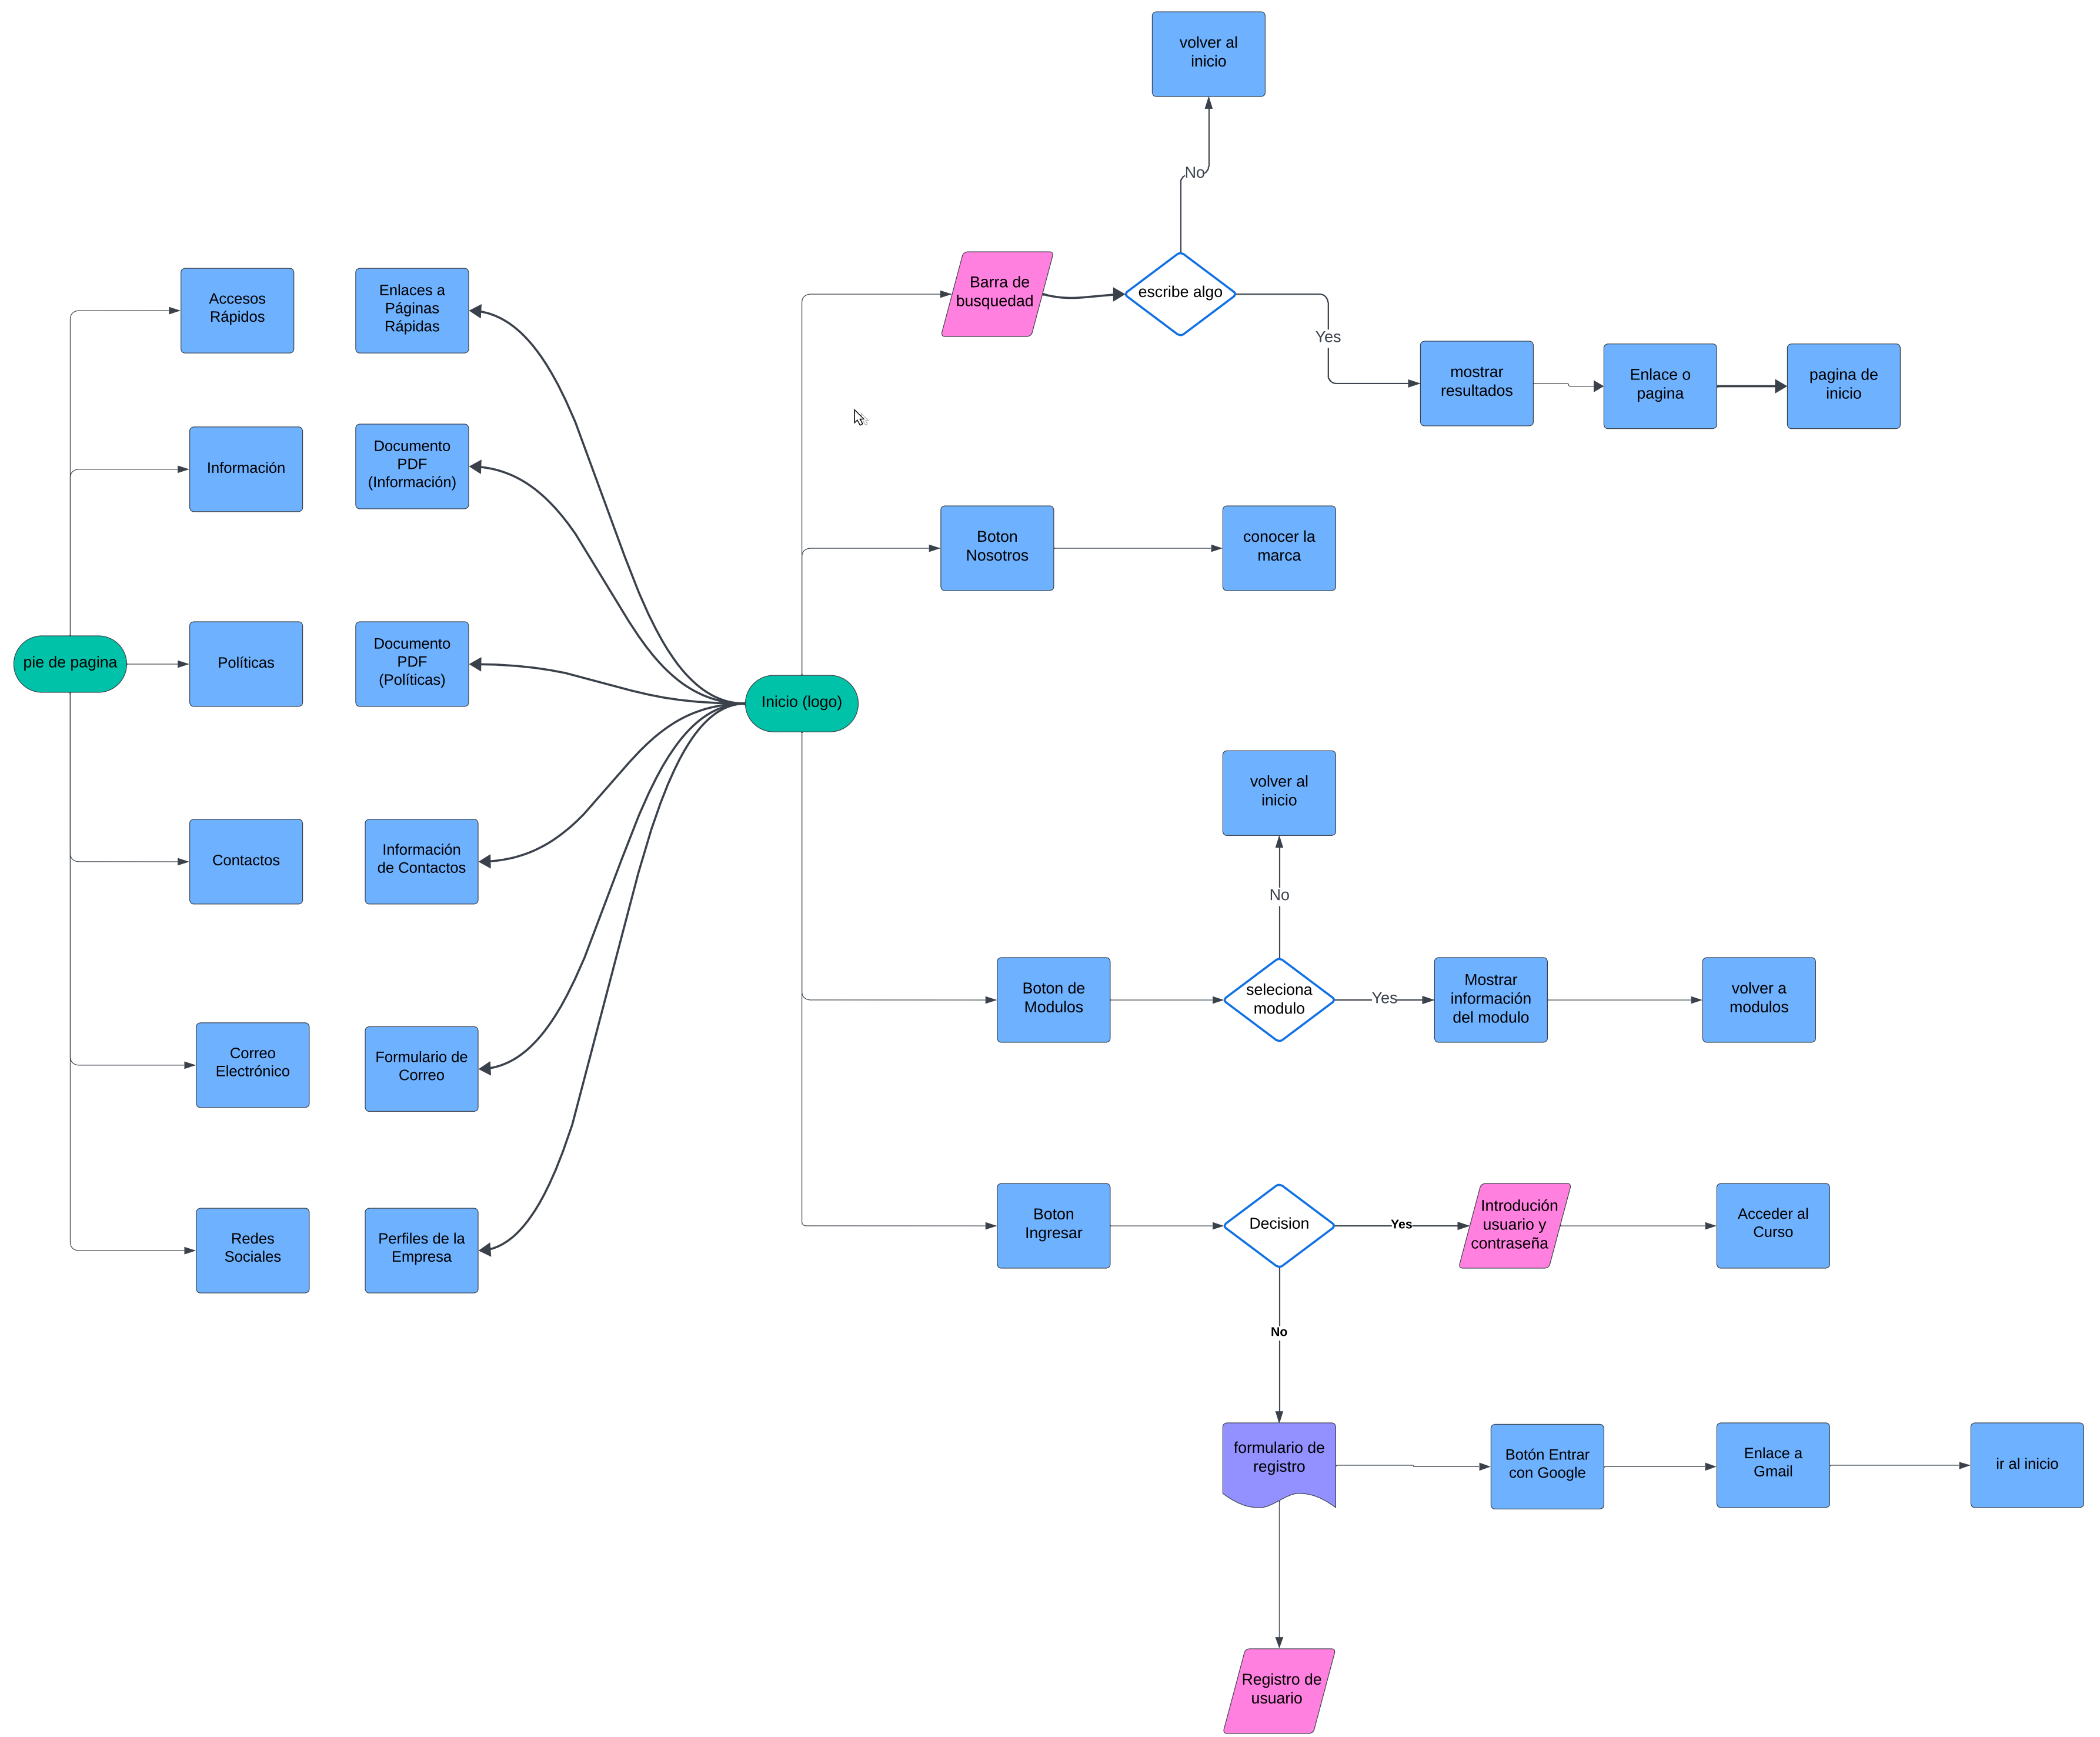 volver al
inicio
No
Barra de
busquedad
escribe algo
Yes
mostrar
resultados
Enlace o
pagina
pagina de
inicio
Accesos
Rápidos
Enlaces a
Páginas
Rápidas
Información
Documento
PDF
(Información)
Boton
Nosotros
conocer la
marca
pie de pagina
Políticas
Documento
PDF
(Políticas)
Inicio (logo)
volver al
inicio
No
Contactos
Información
de Contactos
Boton de
Modulos
seleciona
modulo
Yes
Mostrar
información
del modulo
volver a
modulos
Correo
Electrónico
Formulario de
Correo
Redes
Sociales
Perfiles de la
Empresa
Boton
Ingresar
Decision
Yes
Introdución
usuario y
contraseña
Acceder al
Curso
No
formulario de
registro
Botón Entrar
con Google
Enlace a
Gmail
ir al inicio
Registro de
usuario